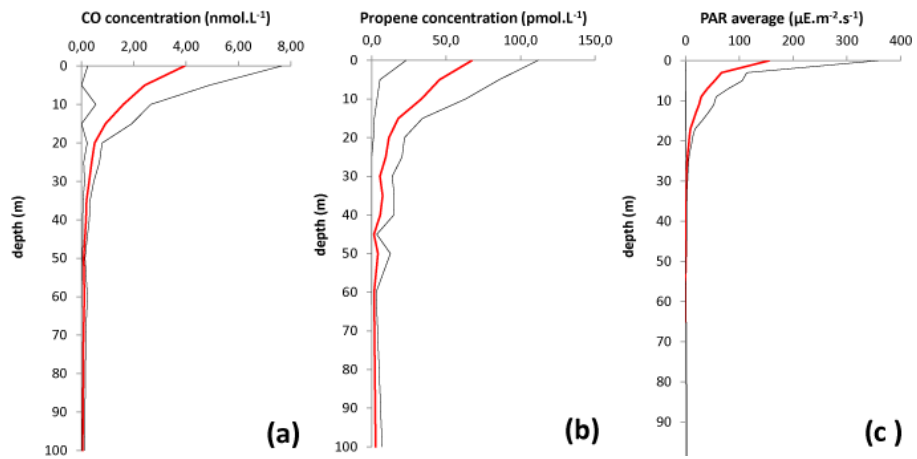 CO concentration (nmol.L⁻¹)
0,00 2,00 4,00 6,00 8,00
0
10
20
30
40
50
60
70
80
90
100
depth (m)
(a)
Propene concentration (pmol.L⁻¹)
0,0 50,0 100,0 150,0
0
10
20
30
40
50
60
70
80
90
100
depth (m)
(b)
PAR average (µE.m⁻².s⁻¹)
0 100 200 300 400
0
10
20
30
40
50
60
70
80
90
depth (m)
(c )